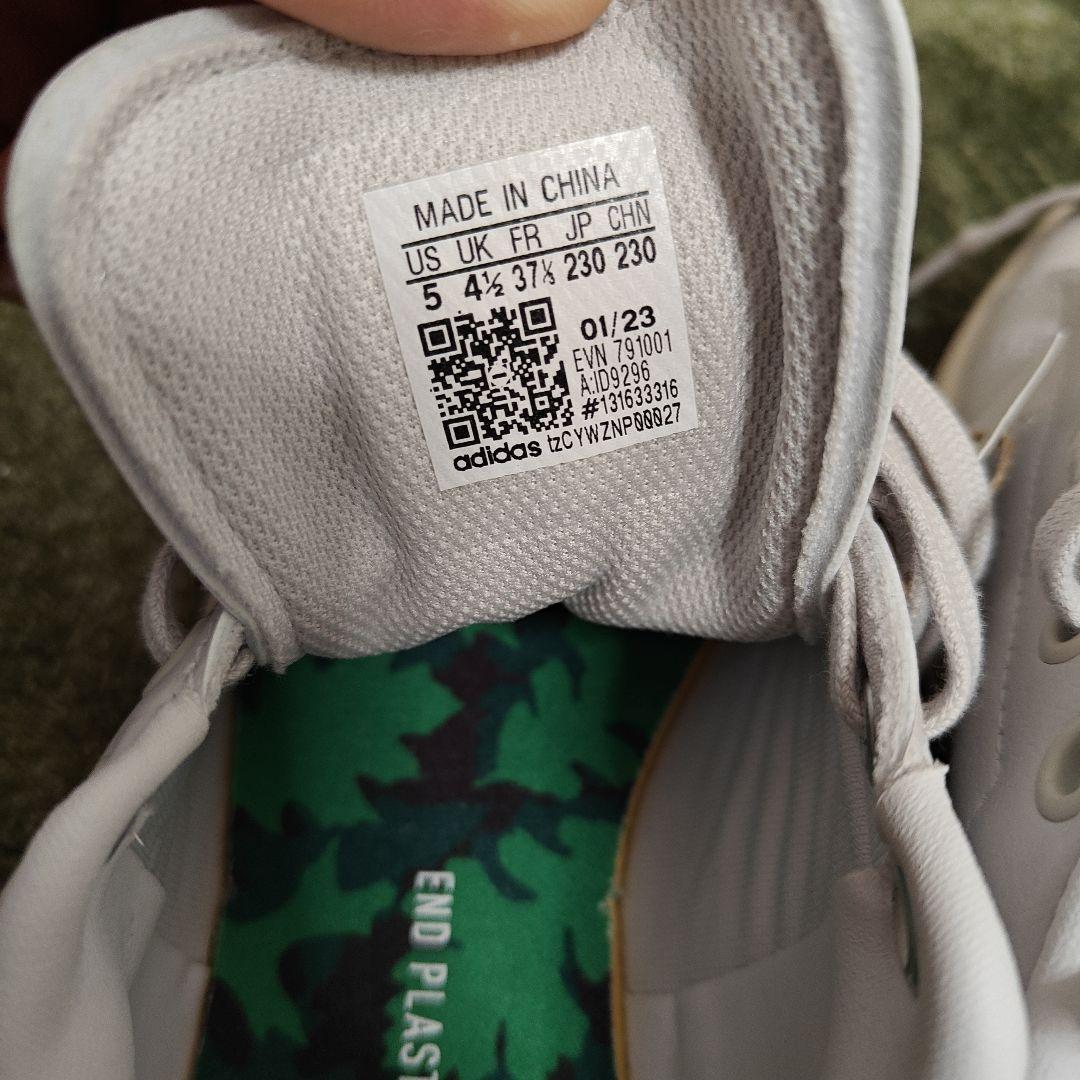 MADE IN CHINA
US UK FR JP CHN
5 4½ 37⅓ 230 230
01/23
EVN 791001
A:ID9296
#131633316
adidas tzCYWZNP00027
END PLAST